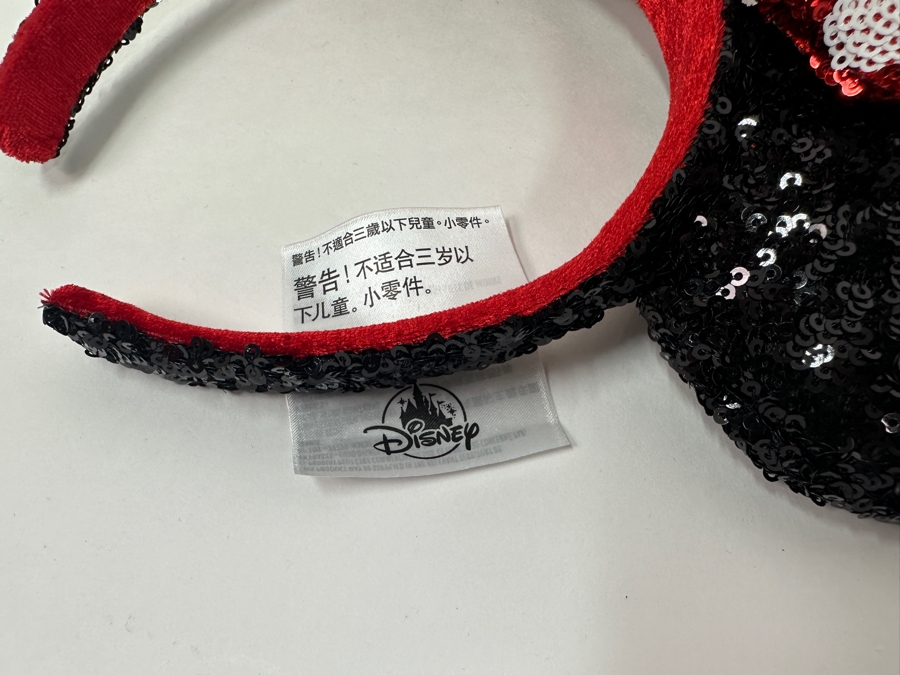 警告！不適合三歲以下兒童。小零件。
警告！不适合三岁以
下儿童。小零件。
Disney